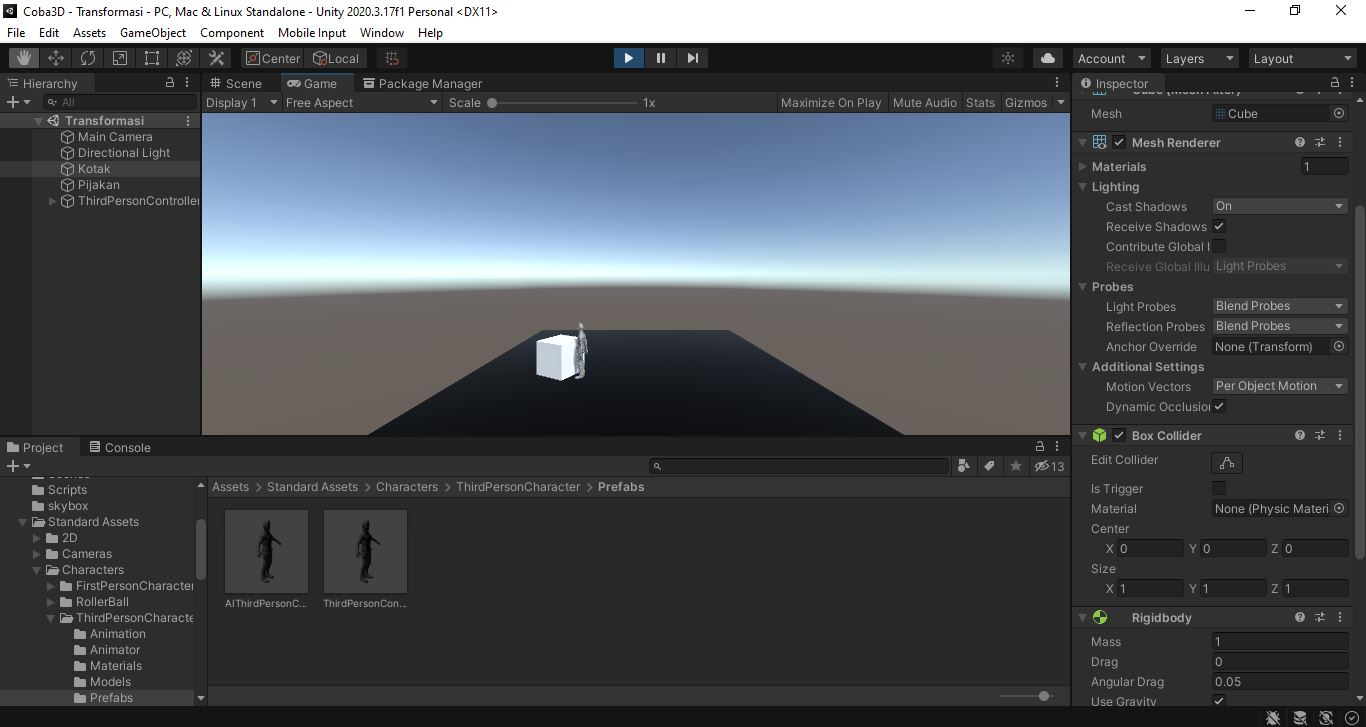 Coba3D - Transformasi - PC, Mac & Linux Standalone - Unity 2020.3.17f1 Personal <DX11>
File Edit Assets GameObject Component Mobile Input Window Help
Center Local Account Layers Layout
Hierarchy
All
Transformasi
Main Camera
Directional Light
Kotak
Pijakan
ThirdPersonController
Scene Game Package Manager
Display 1 Free Aspect Scale 1x Maximize On Play Mute Audio Stats Gizmos
Project Console
13
Scripts
skybox
Standard Assets
2D
Cameras
Characters
FirstPersonCharacter
RollerBall
ThirdPersonCharacte
Animation
Animator
Materials
Models
Prefabs
Assets > Standard Assets > Characters > ThirdPersonCharacter > Prefabs
AIThirdPersonC... ThirdPersonCon...
Inspector
Cube (Mesh Filter)
Mesh Cube
Mesh Renderer
Materials 1
Lighting
Cast Shadows On
Receive Shadows
Contribute Global I
Receive Global Illu Light Probes
Probes
Light Probes Blend Probes
Reflection Probes Blend Probes
Anchor Override None (Transform)
Additional Settings
Motion Vectors Per Object Motion
Dynamic Occlusion
Box Collider
Edit Collider
Is Trigger
Material None (Physic Materi
Center
X 0 Y 0 Z 0
Size
X 1 Y 1 Z 1
Rigidbody
Mass 1
Drag 0
Angular Drag 0.05
Use Gravity